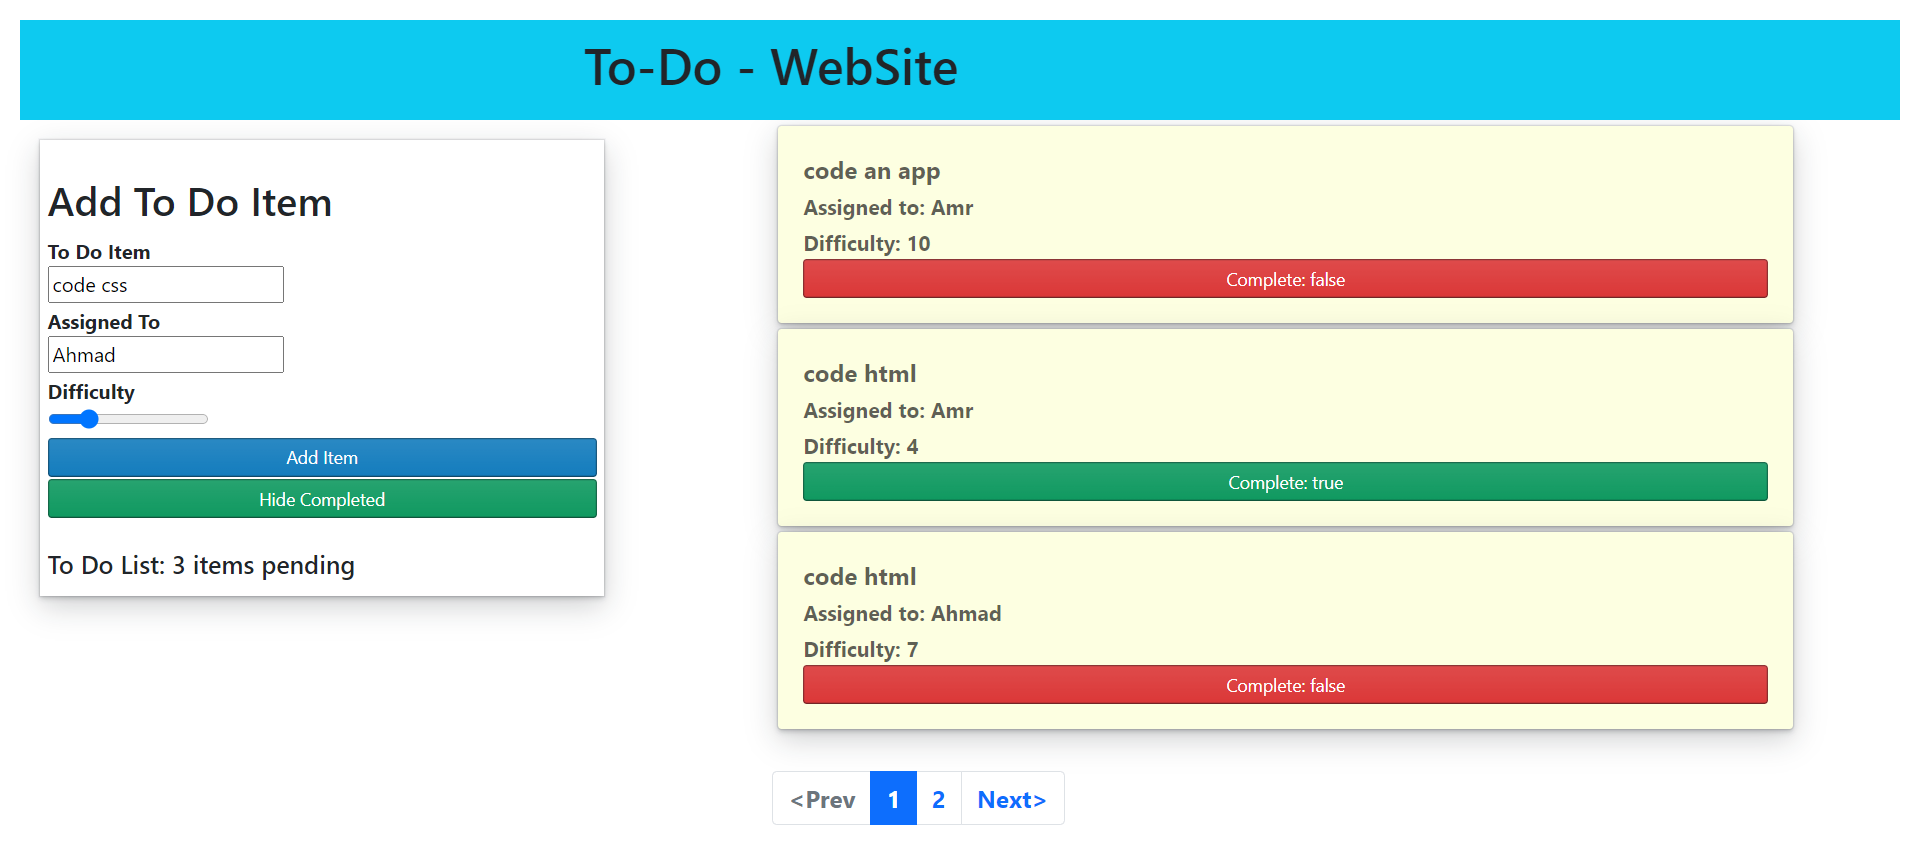 To-Do - WebSite
Add To Do Item
To Do Item
code css
Assigned To
Ahmad
Difficulty
Add Item
Hide Completed
To Do List: 3 items pending
code an app
Assigned to: Amr
Difficulty: 10
Complete: false
code html
Assigned to: Amr
Difficulty: 4
Complete: true
code html
Assigned to: Ahmad
Difficulty: 7
Complete: false
<Prev 1 2 Next>